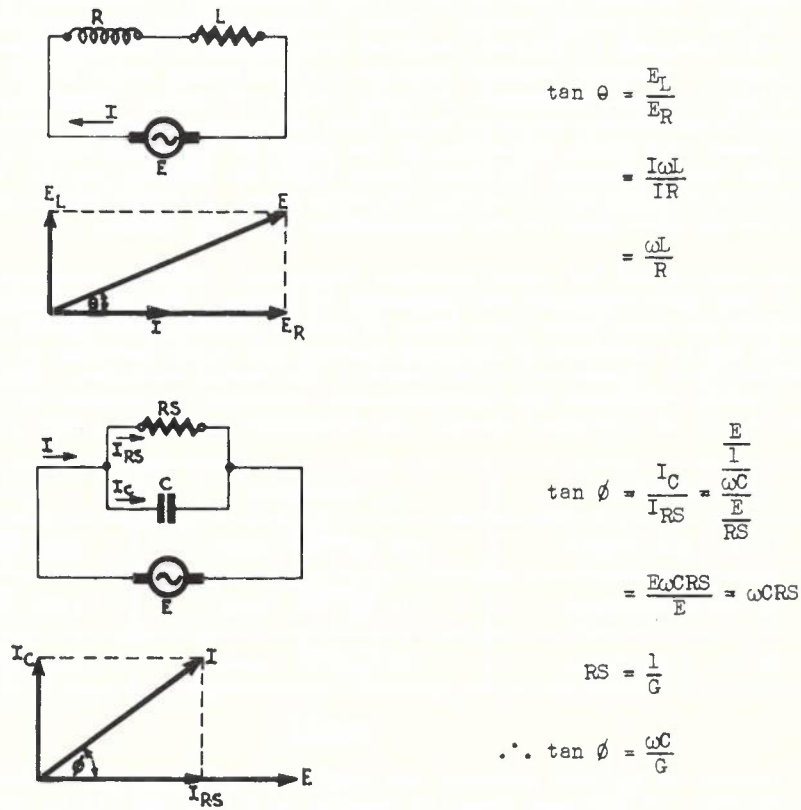 R L
I
E
E_L E
θ
I E_R
tan θ = E_L / E_R
= IωL / IR
= ωL / R
RS
I
I_RS
I_C C
E
I_C I
ϕ
I_RS E
tan ϕ = I_C / I_RS = (E / (1 / ωC)) / (E / RS)
= EωCRS / E = ωCRS
RS = 1 / G
∴ tan ϕ = ωC / G